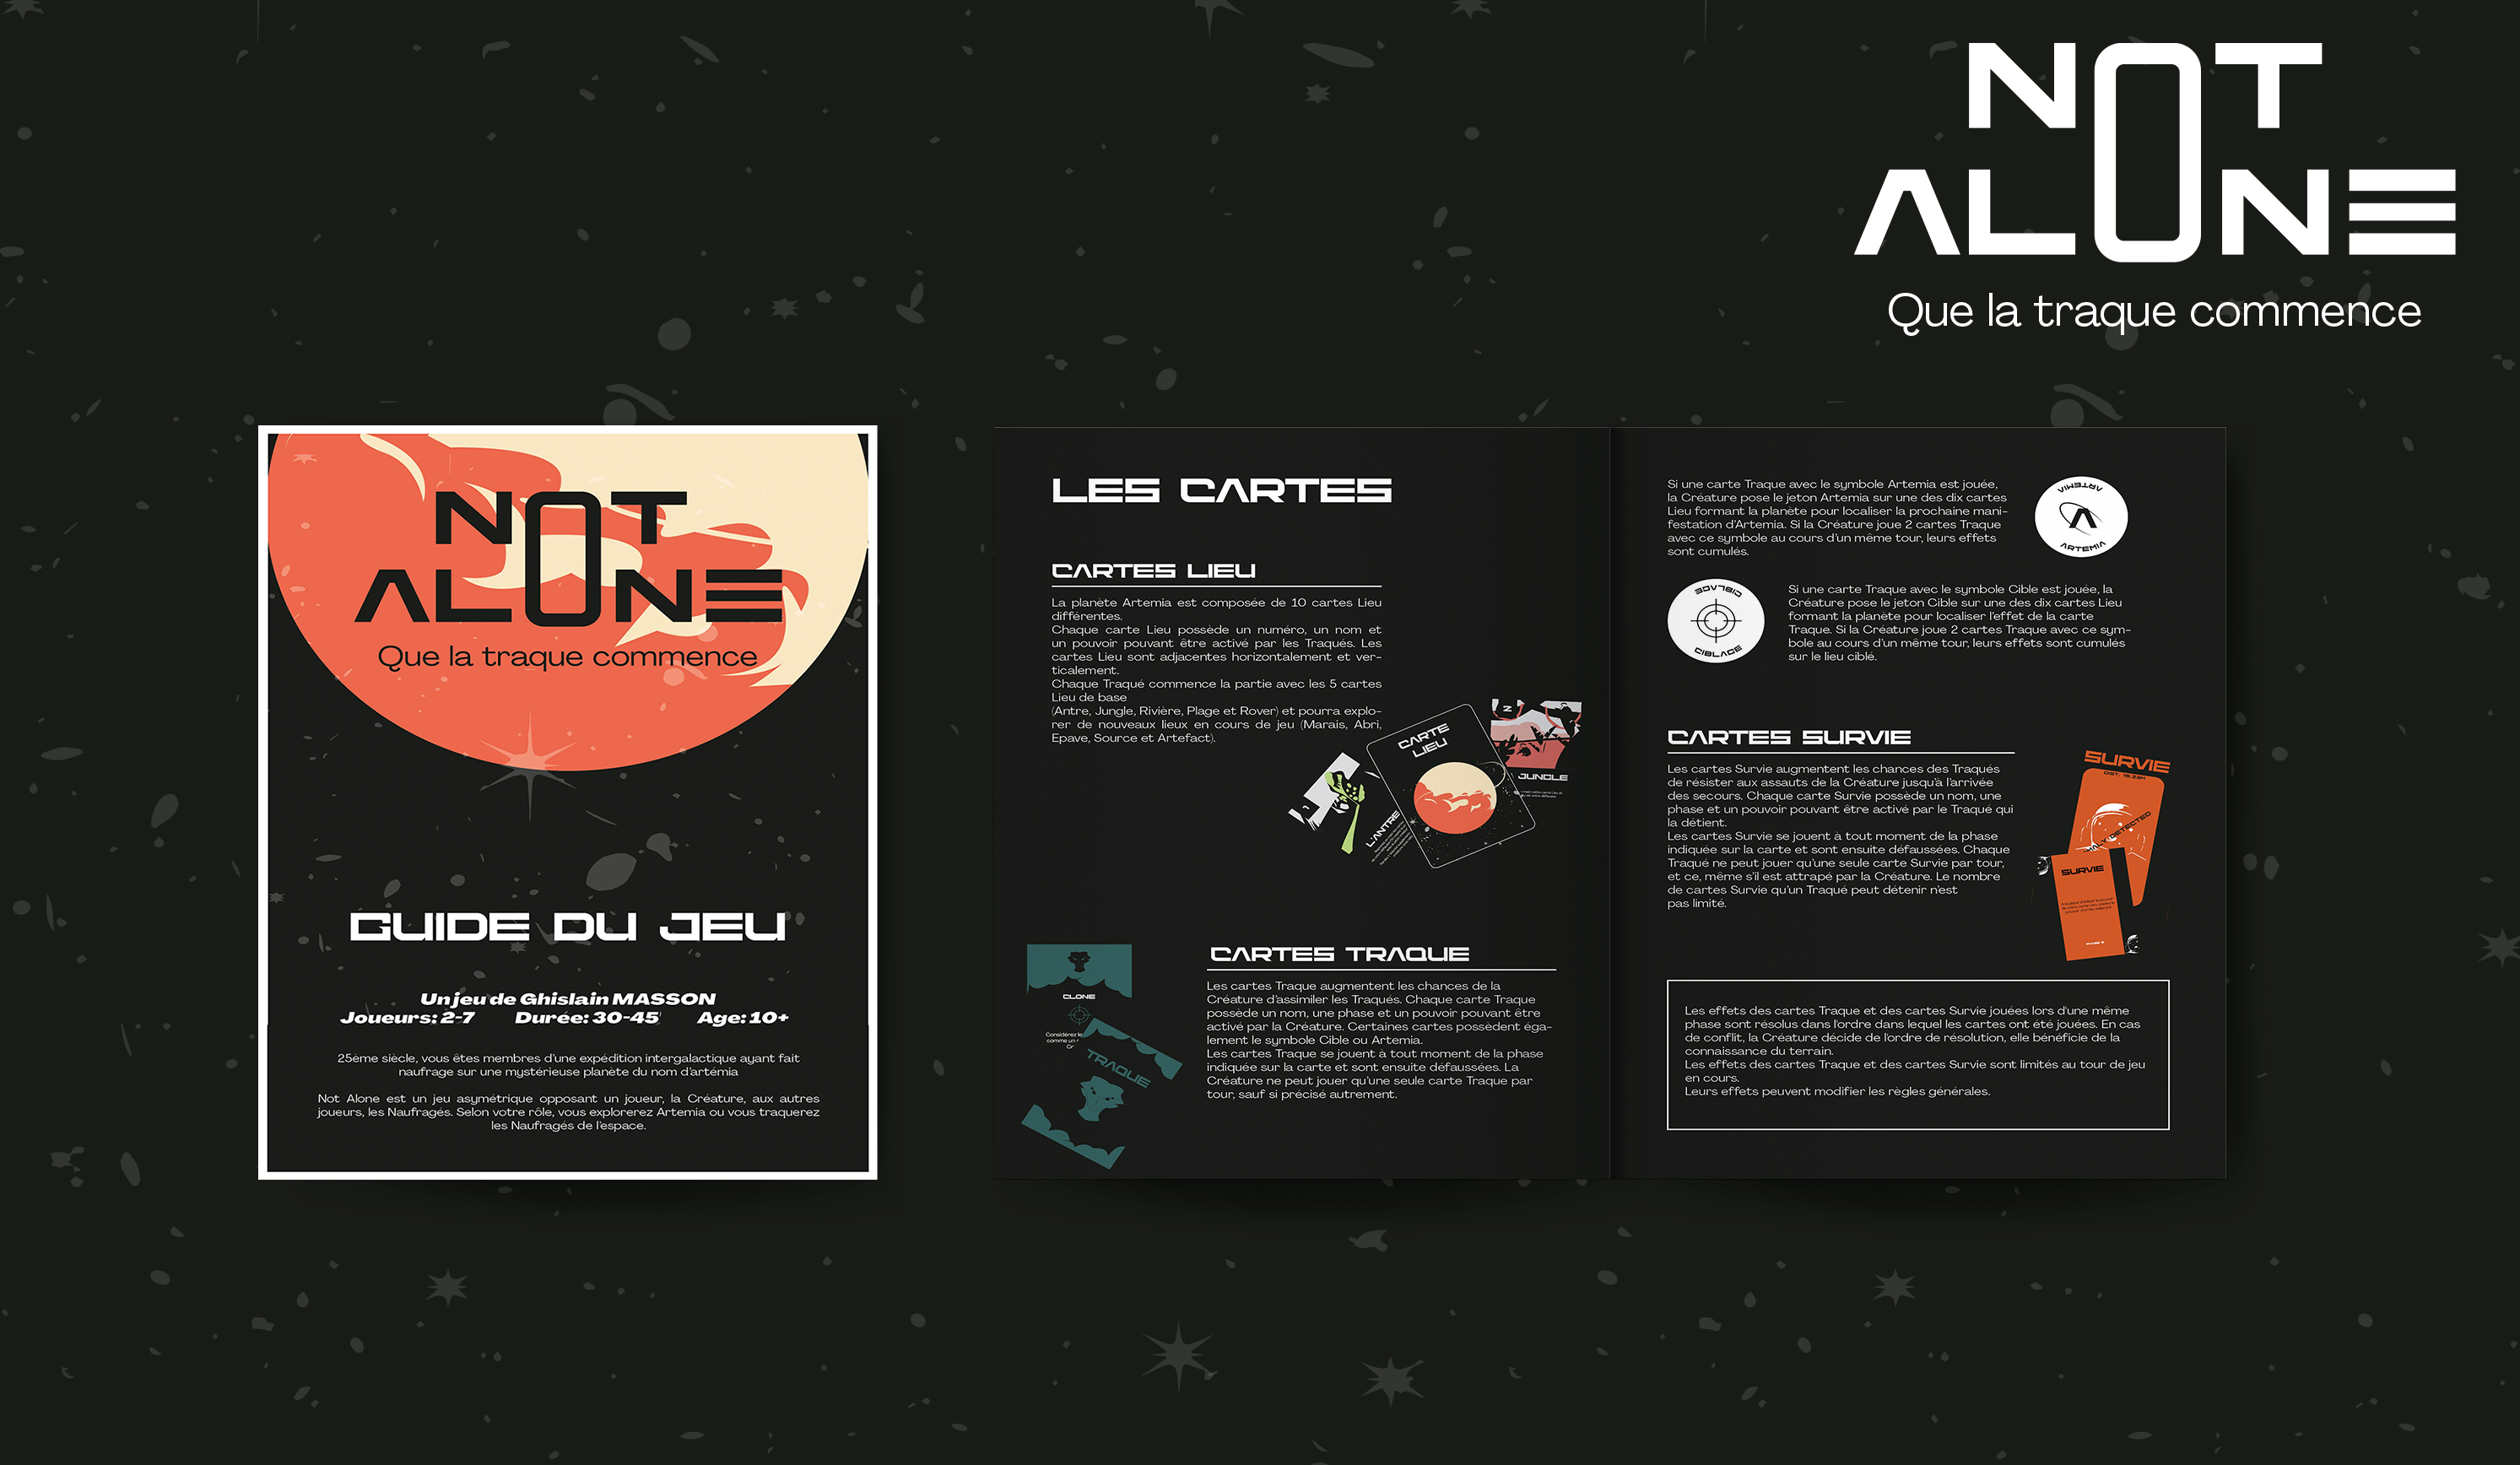 NOT
ALONE
Que la traque commence
NOT
ALONE
Que la traque commence
GUIDE DU JEU
Un jeu de Ghislain MASSON
Joueurs: 2-7 Durée: 30-45' Age: 10+
25ème siècle, vous êtes membres d'une expédition intergalactique ayant fait
naufrage sur une mystérieuse planète du nom d'artémia
Not Alone est un jeu asymétrique opposant un joueur, la Créature, aux autres
joueurs, les Naufragés. Selon votre rôle, vous explorerez Artemia ou vous traquerez
les Naufragés de l'espace.
LES CARTES
CARTES LIEU
La planète Artemia est composée de 10 cartes Lieu
différentes.
Chaque carte Lieu possède un numéro, un nom et
un pouvoir pouvant être activé par les Traqués. Les
cartes Lieu sont adjacentes horizontalement et ver-
ticalement.
Chaque Traqué commence la partie avec les 5 cartes
Lieu de base
(Antre, Jungle, Rivière, Plage et Rover) et pourra explo-
rer de nouveaux lieux en cours de jeu (Marais, Abri,
Epave, Source et Artefact).
L'ANTRE
CARTE
LIEU
2
JUNGLE
CLONE
Considérez le
comme un
TRAQUE
CARTES TRAQUE
Les cartes Traque augmentent les chances de la
Créature d'assimiler les Traqués. Chaque carte Traque
possède un nom, une phase et un pouvoir pouvant être
activé par la Créature. Certaines cartes possèdent éga-
lement le symbole Cible ou Artemia.
Les cartes Traque se jouent à tout moment de la phase
indiquée sur la carte et sont ensuite défaussées. La
Créature ne peut jouer qu'une seule carte Traque par
tour, sauf si précisé autrement.
Si une carte Traque avec le symbole Artemia est jouée,
la Créature pose le jeton Artemia sur une des dix cartes
Lieu formant la planète pour localiser la prochaine mani-
festation d'Artemia. Si la Créature joue 2 cartes Traque
avec ce symbole au cours d'un même tour, leurs effets
sont cumulés.
ARTEMIA
ARTEMIA
CIBLAGE
CIBLAGE
Si une carte Traque avec le symbole Cible est jouée, la
Créature pose le jeton Cible sur une des dix cartes Lieu
formant la planète pour localiser l'effet de la carte
Traque. Si la Créature joue 2 cartes Traque avec ce sym-
bole au cours d'un même tour, leurs effets sont cumulés
sur le lieu ciblé.
CARTES SURVIE
Les cartes Survie augmentent les chances des Traqués
de résister aux assauts de la Créature jusqu'à l'arrivée
des secours. Chaque carte Survie possède un nom, une
phase et un pouvoir pouvant être activé par le Traqué qui
la détient.
Les cartes Survie se jouent à tout moment de la phase
indiquée sur la carte et sont ensuite défaussées. Chaque
Traqué ne peut jouer qu'une seule carte Survie par tour,
et ce, même s'il est attrapé par la Créature. Le nombre
de cartes Survie qu'un Traqué peut détenir n'est
pas limité.
SURVIE
DETECTED
SURVIE
Les effets des cartes Traque et des cartes Survie jouées lors d'une même
phase sont résolus dans l'ordre dans lequel les cartes ont été jouées. En cas
de conflit, la Créature décide de l'ordre de résolution, elle bénéficie de la
connaissance du terrain.
Les effets des cartes Traque et des cartes Survie sont limités au tour de jeu
en cours.
Leurs effets peuvent modifier les règles générales.